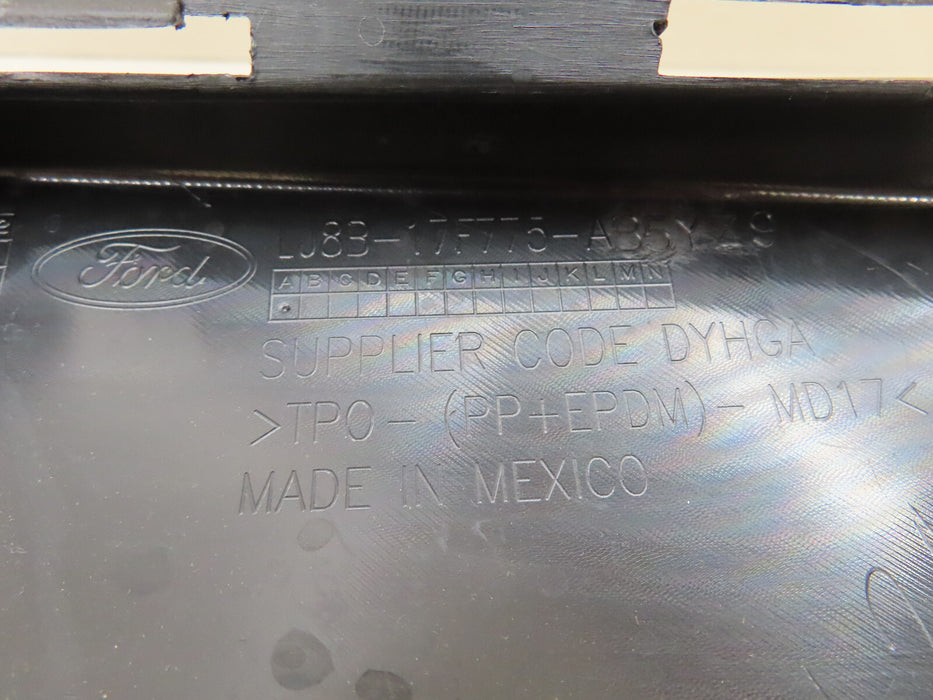 Ford
LJ8B-17F775-AB5YZ9
A B C D E F G H I J K L M N
SUPPLIER CODE DYHGA
>TPO-(PP+EPDM)-MD17<
MADE IN MEXICO